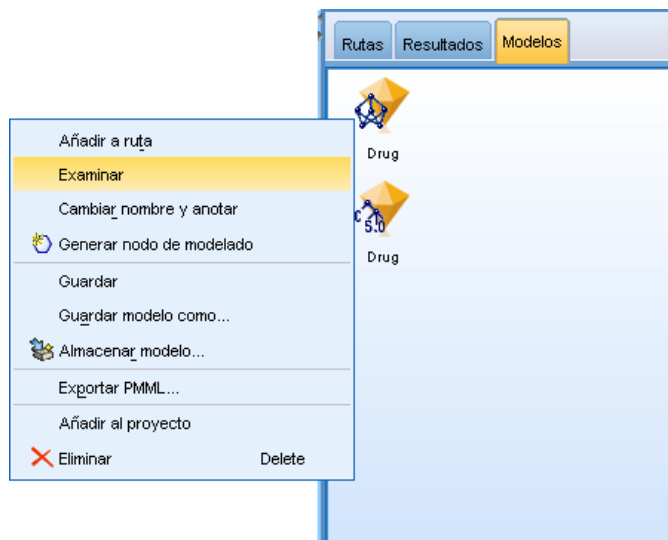 Rutas Resultados Modelos
Drug
C 5.0
Drug
Añadir a ruta
Examinar
Cambiar nombre y anotar
Generar nodo de modelado
Guardar
Guardar modelo como...
Almacenar modelo...
Exportar PMML...
Añadir al proyecto
Eliminar Delete